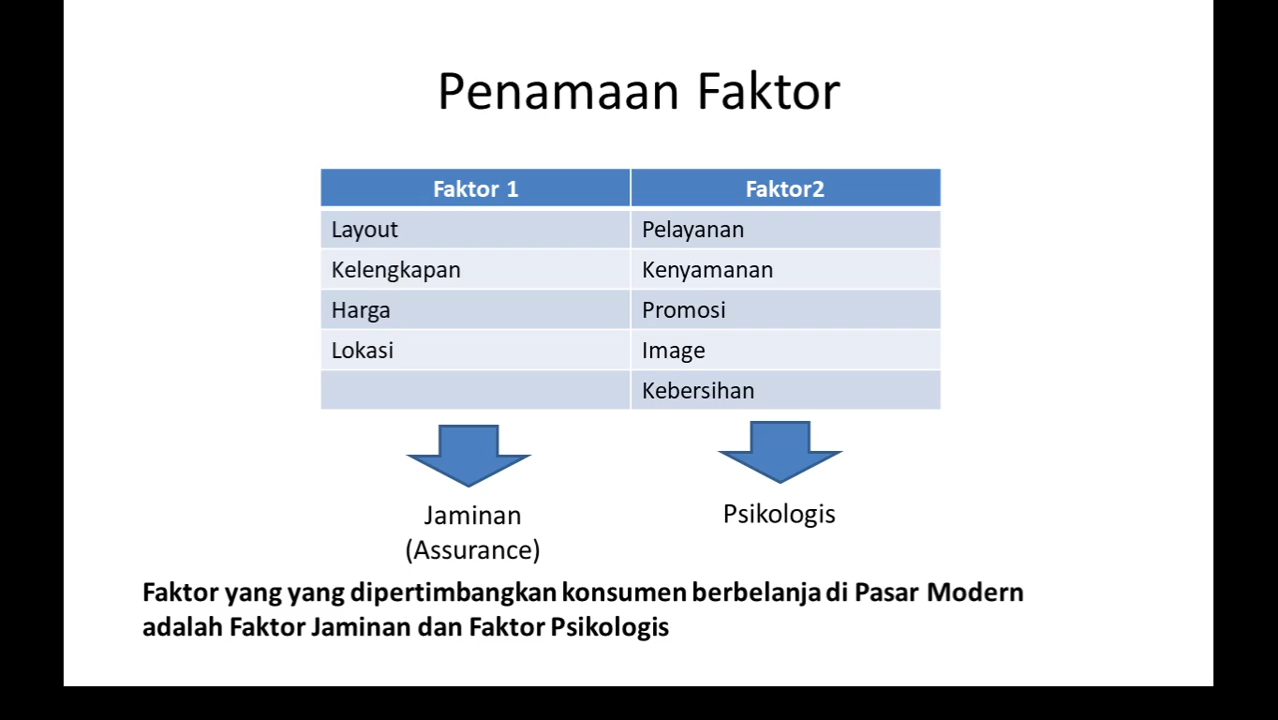 Penamaan Faktor
Faktor 1 Faktor2
Layout Pelayanan
Kelengkapan Kenyamanan
Harga Promosi
Lokasi Image
Kebersihan
Jaminan
(Assurance)
Psikologis
Faktor yang yang dipertimbangkan konsumen berbelanja di Pasar Modern
adalah Faktor Jaminan dan Faktor Psikologis